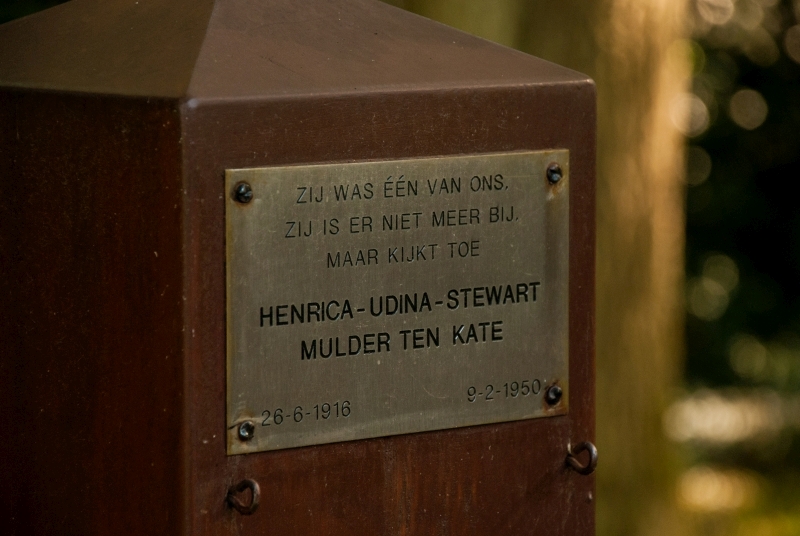 ZIJ WAS ÉÉN VAN ONS.
ZIJ IS ER NIET MEER BIJ.
MAAR KIJKT TOE
HENRICA-UDINA-STEWART
MULDER TEN KATE
26-6-1916 9-2-1950